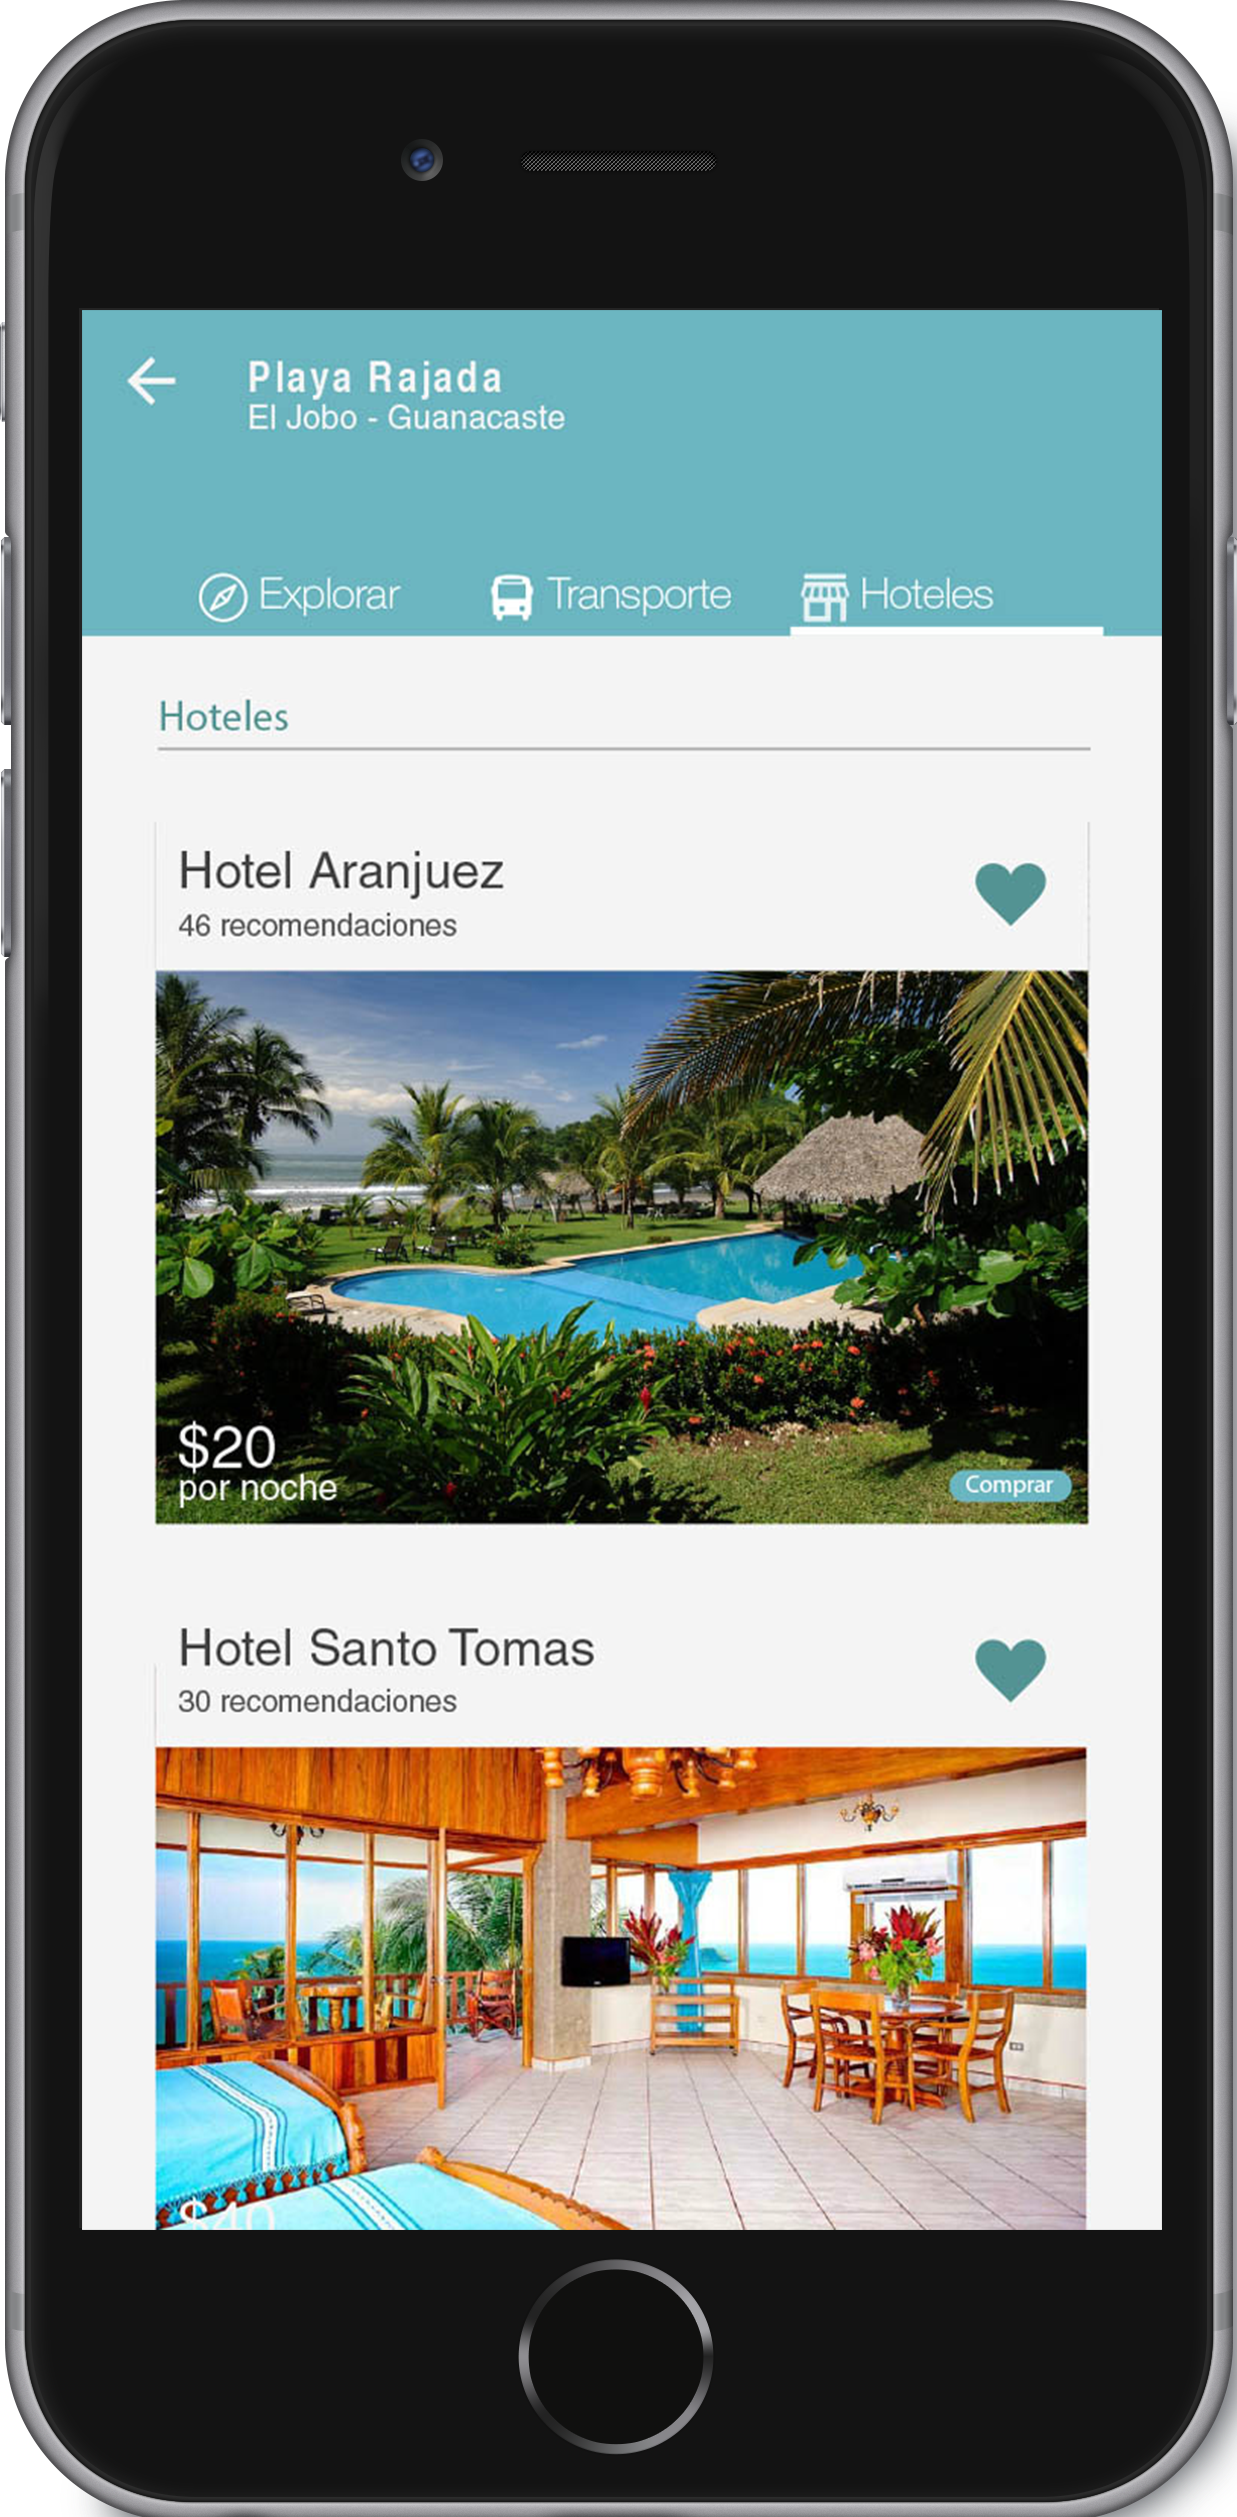 Playa Rajada
El Jobo - Guanacaste
Explorar
Transporte
Hoteles
Hoteles
Hotel Aranjuez
46 recomendaciones
$20
por noche
Comprar
Hotel Santo Tomas
30 recomendaciones
$40